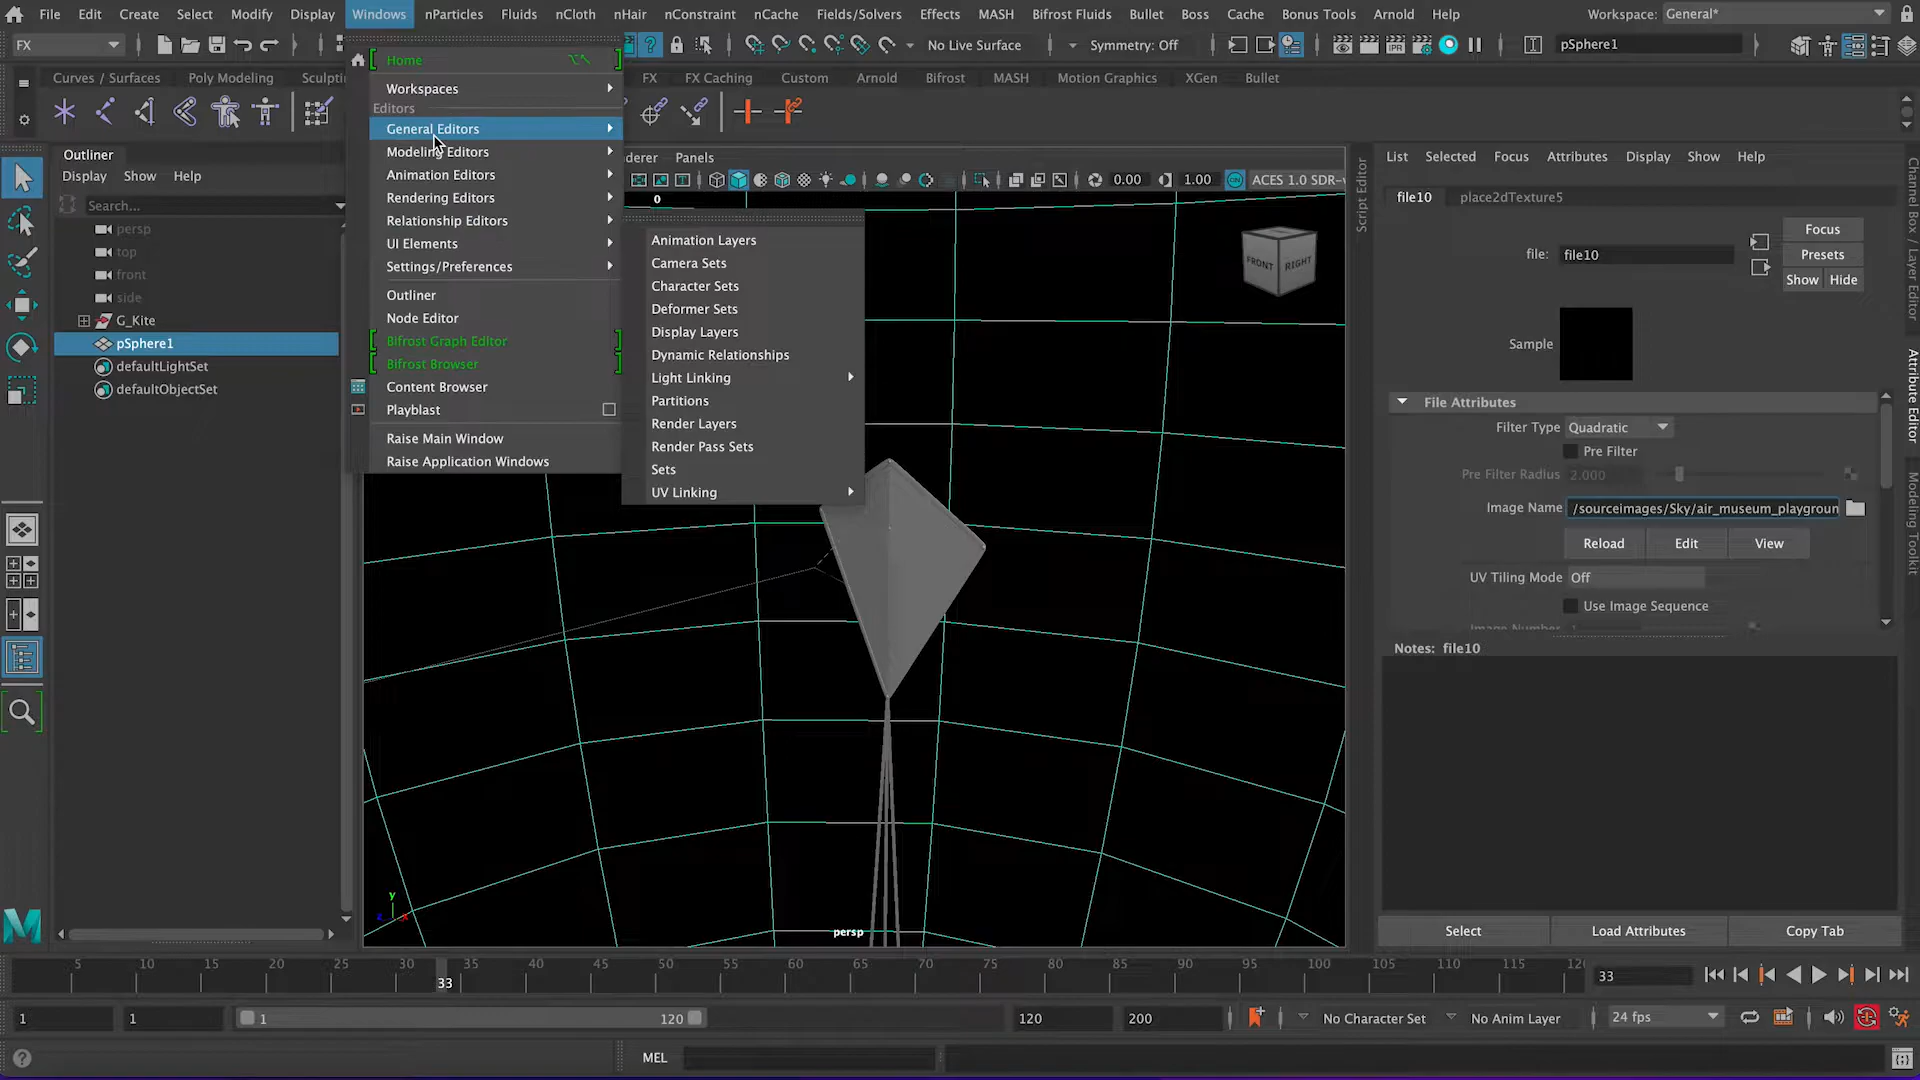 File Edit Create Select Modify Display Windows nParticles Fluids nCloth nHair nConstraint nCache Fields/Solvers Effects MASH Bifrost Fluids Bullet Boss Cache Bonus Tools Arnold Help Workspace: General*
FX No Live Surface Symmetry: Off pSphere1
Curves / Surfaces Poly Modeling Sculptin FX FX Caching Custom Arnold Bifrost MASH Motion Graphics XGen Bullet
Home
Workspaces
Editors
General Editors
Modeling Editors
Animation Editors
Rendering Editors
Relationship Editors
UI Elements
Settings/Preferences
Outliner
Node Editor
Bifrost Graph Editor
Bifrost Browser
Content Browser
Playblast
Raise Main Window
Raise Application Windows
Animation Layers
Camera Sets
Character Sets
Deformer Sets
Display Layers
Dynamic Relationships
Light Linking
Partitions
Render Layers
Render Pass Sets
Sets
UV Linking
Outliner
Display Show Help
Search...
persp
top
front
side
G_Kite
pSphere1
defaultLightSet
defaultObjectSet
derer Panels
0.00 1.00 ACES 1.0 SDR-v
0
FRONT RIGHT
persp
y
z x
Script Editor
List Selected Focus Attributes Display Show Help
file10 place2dTexture5
Focus
file: file10 Presets
Show Hide
Sample
File Attributes
Filter Type Quadratic
Pre Filter
Pre Filter Radius 2.000
Image Name /sourceimages/Sky/air_museum_playgroun
Reload Edit View
UV Tiling Mode Off
Use Image Sequence
Image Number
Notes: file10
Select Load Attributes Copy Tab
Channel Box / Layer Editor
Attribute Editor
Modeling Toolkit
5 10 15 20 25 30 35 40 45 50 55 60 65 70 75 80 85 90 95 100 105 110 115 12
33 33
1 1 1 120 120 200 No Character Set No Anim Layer 24 fps
MEL